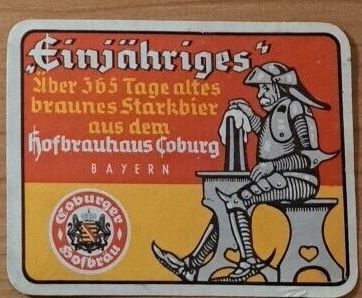 „Einjähriges“
Über 365 Tage altes
braunes Starkbier
aus dem
Hofbrauhaus Coburg
BAYERN
Coburger
Hofbräu